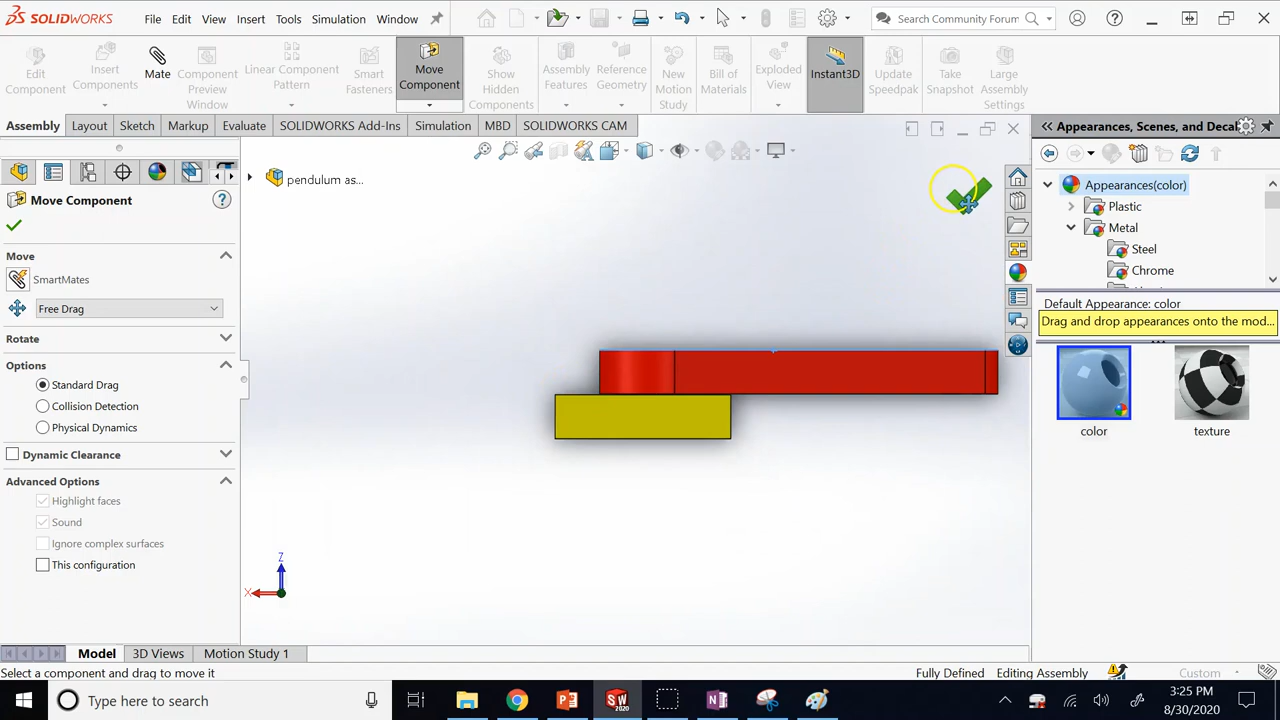 SOLIDWORKS File Edit View Insert Tools Simulation Window Search Community Forum
Edit Component
Insert Components
Mate
Component Preview Window
Linear Component Pattern
Smart Fasteners
Move Component
Show Hidden Components
Assembly Features
Reference Geometry
New Motion Study
Bill of Materials
Exploded View
Instant3D
Update Speedpak
Take Snapshot
Large Assembly Settings
Assembly Layout Sketch Markup Evaluate SOLIDWORKS Add-Ins Simulation MBD SOLIDWORKS CAM
Move Component
Move
SmartMates
Free Drag
Rotate
Options
Standard Drag
Collision Detection
Physical Dynamics
Dynamic Clearance
Advanced Options
Highlight faces
Sound
Ignore complex surfaces
This configuration
pendulum as...
Z
X
Appearances, Scenes, and Decal
Appearances(color)
Plastic
Metal
Steel
Chrome
Default Appearance: color
Drag and drop appearances onto the mod...
color texture
Model 3D Views Motion Study 1
Select a component and drag to move it Fully Defined Editing Assembly Custom
Type here to search
SW
2020
3:25 PM
8/30/2020